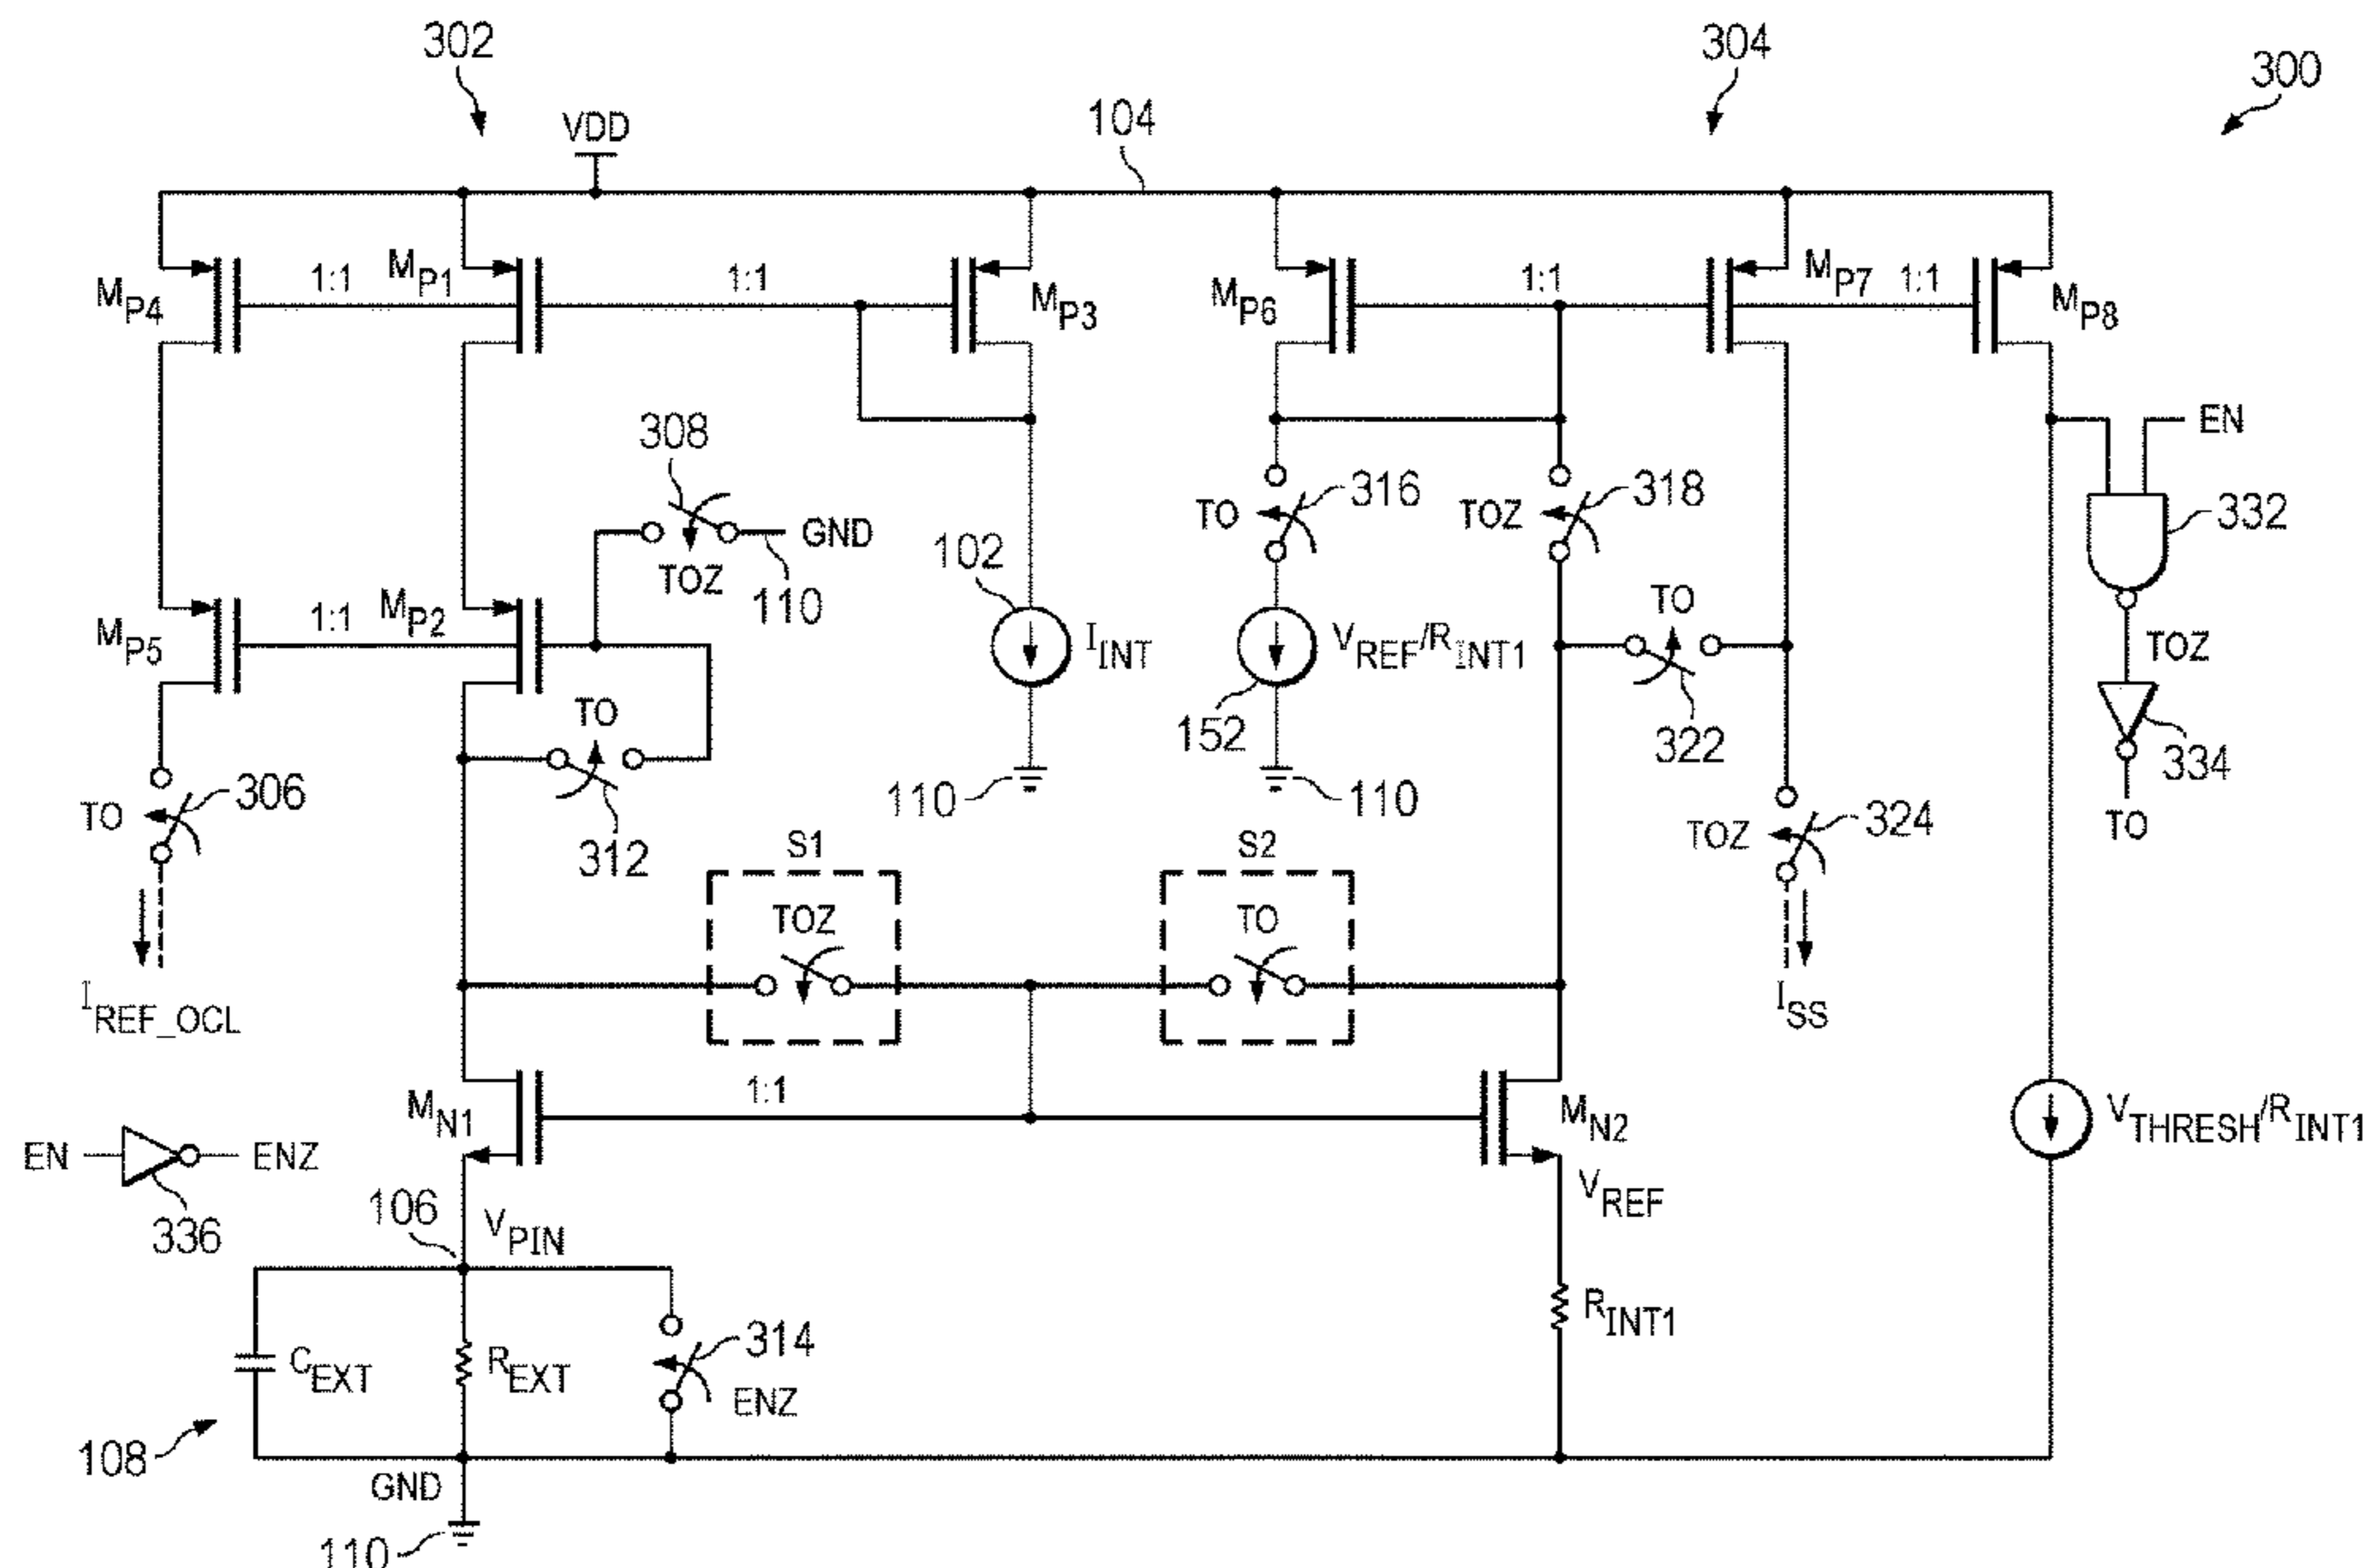 302
304
300
VDD
104
MP4
1:1
MP1
1:1
MP3
MP6
1:1
MP7
1:1
MP8
308
GND
TOZ
110
316
TO
318
TOZ
EN
332
102
IINT
VREF/RINT1
152
TO
322
TOZ
334
TO
MP5
1:1
MP2
TO
312
TO
306
110
110
TOZ
324
IREF_OCL
S1
TOZ
S2
TO
ISS
MN1
1:1
MN2
VTHRESH/RINT1
EN
ENZ
336
106
VPIN
VREF
CEXT
REXT
314
ENZ
RINT1
108
GND
110